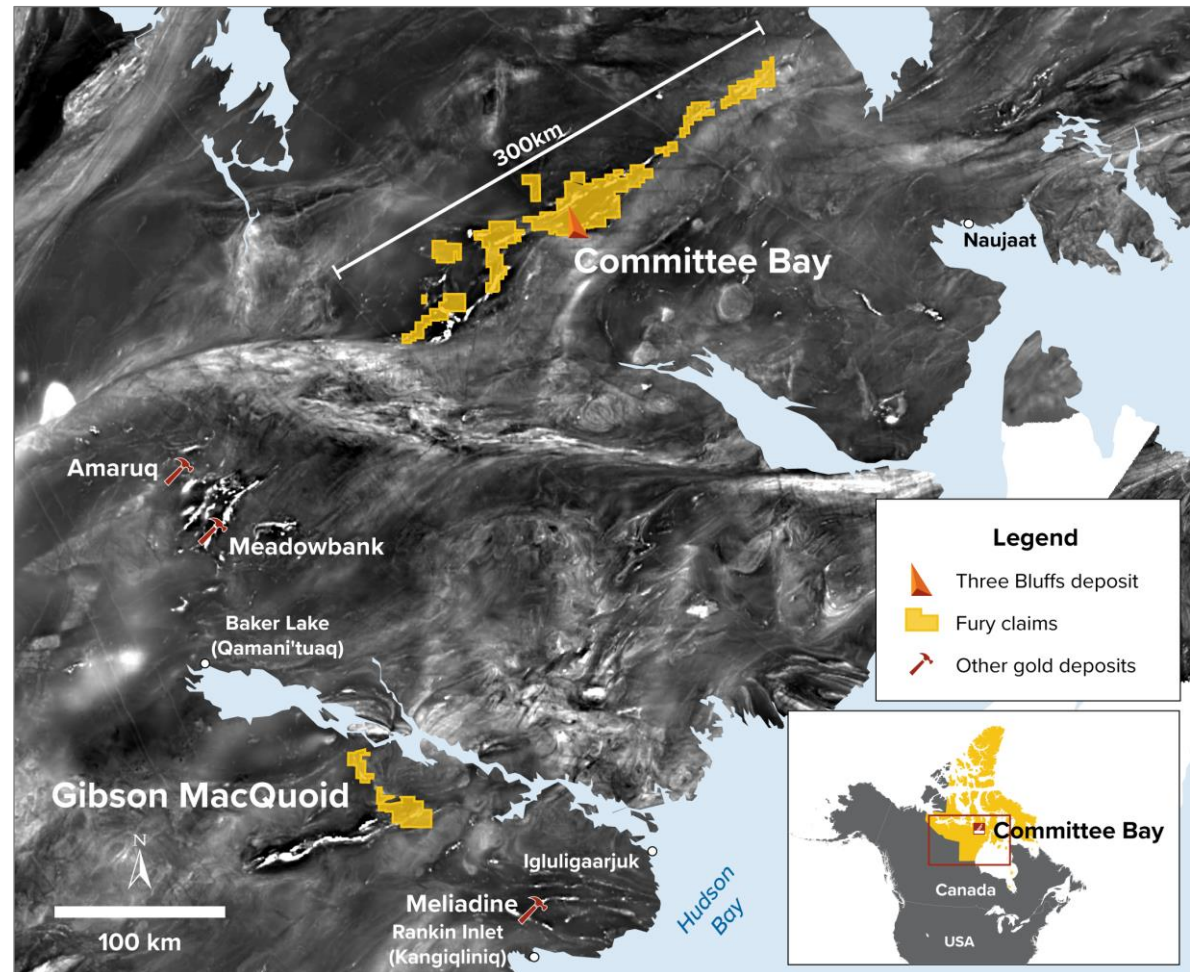 300km
Committee Bay
Naujaat
Amaruq
Meadowbank
Baker Lake
(Qamani'tuaq)
Gibson MacQuoid
N
100 km
Igluligaarjuk
Meliadine
Rankin Inlet
(Kangiqliniq)
Hudson
Bay
Legend
Three Bluffs deposit
Fury claims
Other gold deposits
Committee Bay
Canada
USA